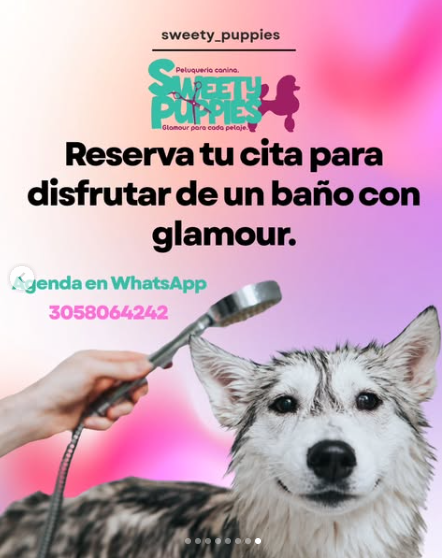 sweety_puppies
Peluquería canina.
SWEETY
PUPPIES
Glamour para cada pelaje.
Reserva tu cita para
disfrutar de un baño con
glamour.
Agenda en WhatsApp
3058064242